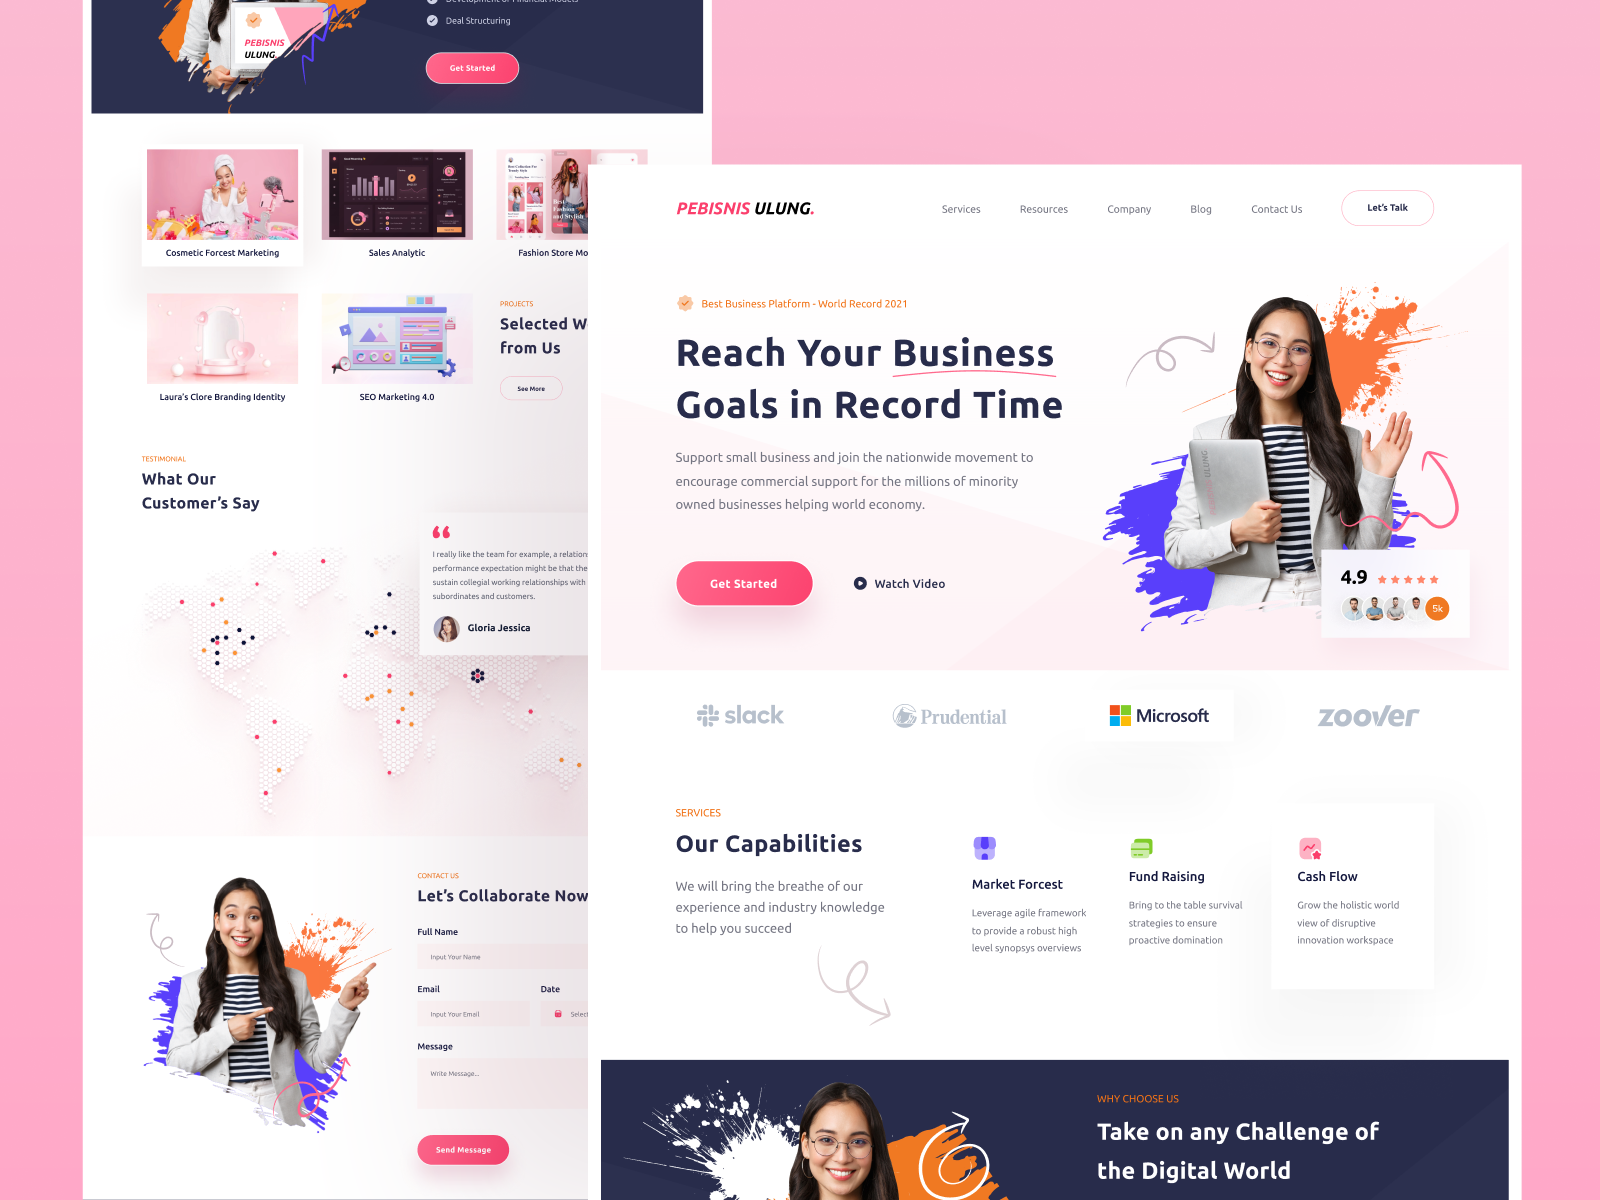 Deal Structuring
Get Started
PEBISNIS
ULUNG.
Cosmetic Forcest Marketing
Sales Analytic
Fashion Store Mo
Laura's Clore Branding Identity
SEO Marketing 4.0
PROJECTS
Selected W
from Us
See More
TESTIMONIAL
What Our
Customer's Say
I really like the team for example, a relations
performance expectation might be that the
sustain collegial working relationships with
subordinates and customers.
Gloria Jessica
CONTACT US
Let's Collaborate Now
Full Name
Input Your Name
Email
Date
Input Your Email
Select
Message
Write Message...
Send Message
PEBISNIS ULUNG.
Services
Resources
Company
Blog
Contact Us
Let's Talk
Best Business Platform - World Record 2021
Reach Your Business
Goals in Record Time
Support small business and join the nationwide movement to
encourage commercial support for the millions of minority
owned businesses helping world economy.
Get Started
Watch Video
PEBISNIS ULUNG
4.9
5k
slack
Prudential
Microsoft
zoover
SERVICES
Our Capabilities
We will bring the breathe of our
experience and industry knowledge
to help you succeed
Market Forcest
Leverage agile framework
to provide a robust high
level synopsys overviews
Fund Raising
Bring to the table survival
strategies to ensure
proactive domination
Cash Flow
Grow the holistic world
view of disruptive
innovation workspace
WHY CHOOSE US
Take on any Challenge of
the Digital World